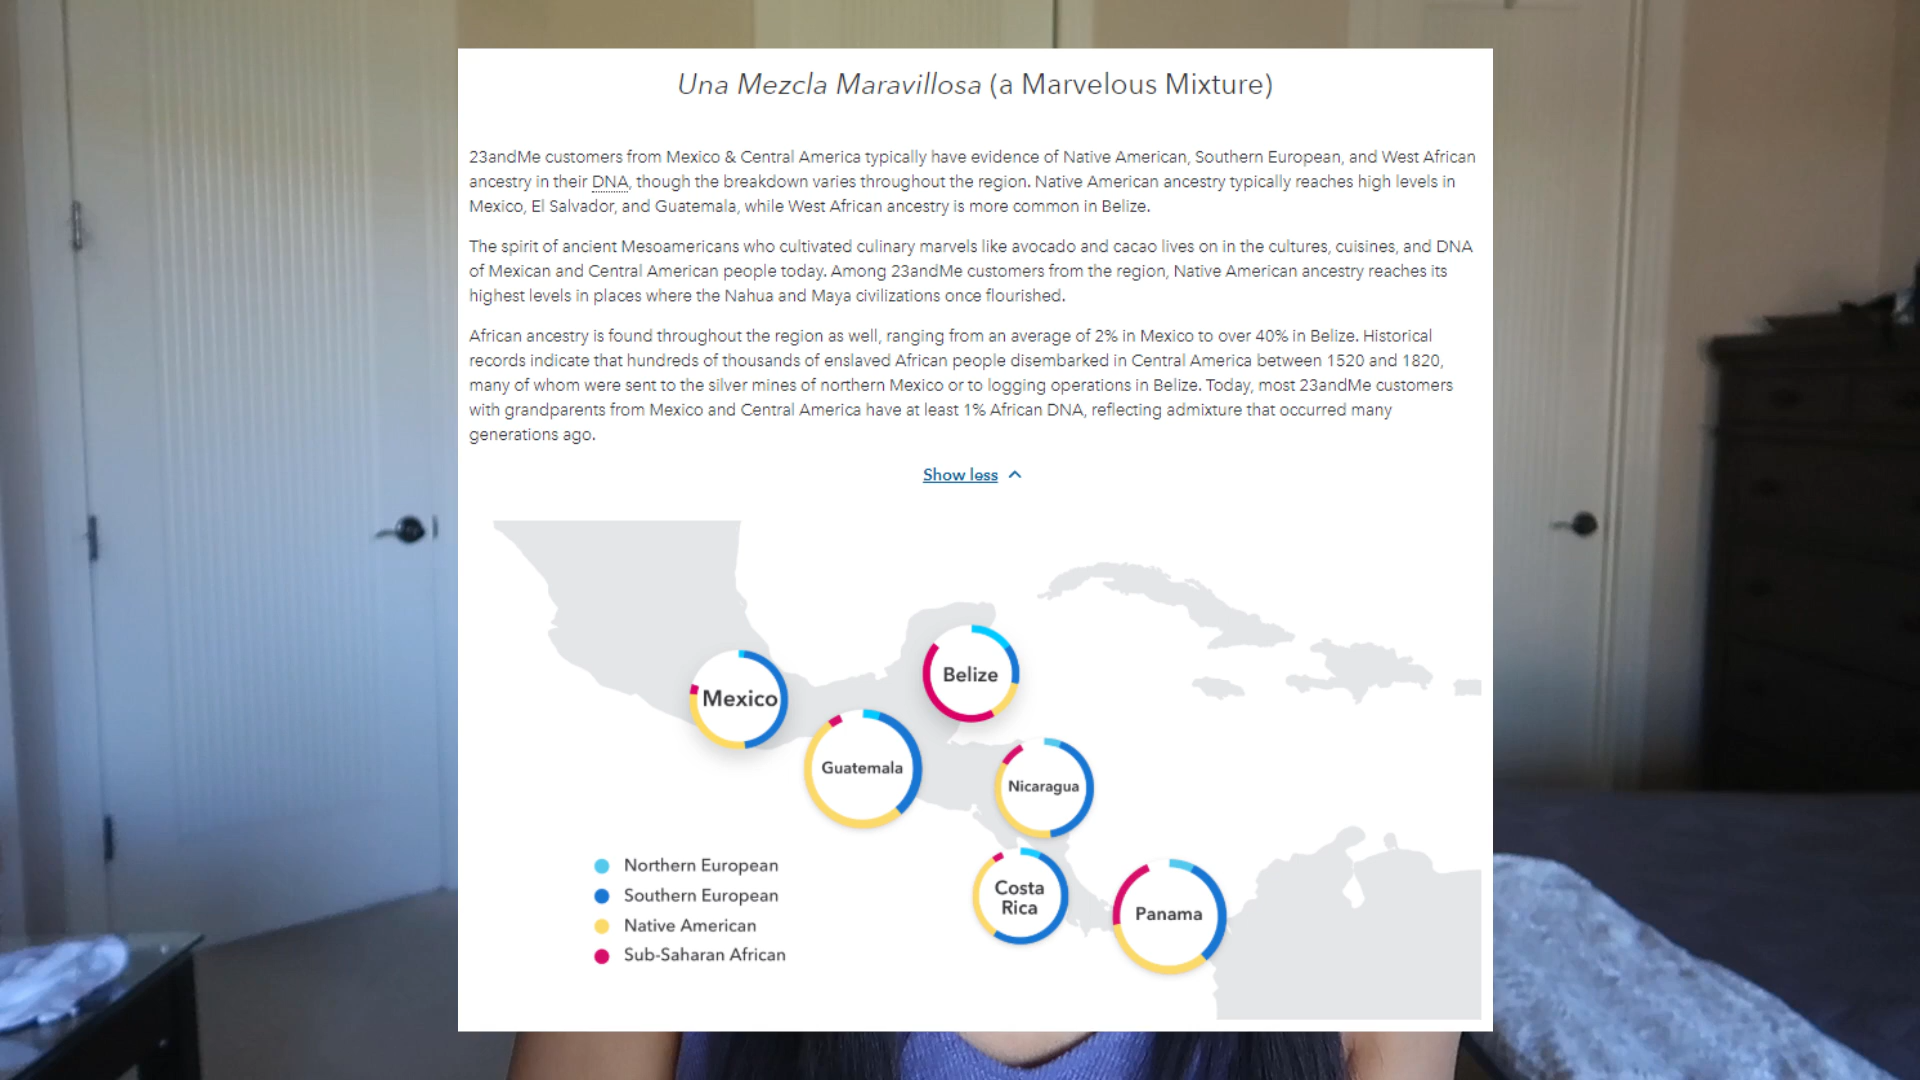 Una Mezcla Maravillosa (a Marvelous Mixture)
23andMe customers from Mexico & Central America typically have evidence of Native American, Southern European, and West African
ancestry in their DNA, though the breakdown varies throughout the region. Native American ancestry typically reaches high levels in
Mexico, El Salvador, and Guatemala, while West African ancestry is more common in Belize.
The spirit of ancient Mesoamericans who cultivated culinary marvels like avocado and cacao lives on in the cultures, cuisines, and DNA
of Mexican and Central American people today. Among 23andMe customers from the region, Native American ancestry reaches its
highest levels in places where the Nahua and Maya civilizations once flourished.
African ancestry is found throughout the region as well, ranging from an average of 2% in Mexico to over 40% in Belize. Historical
records indicate that hundreds of thousands of enslaved African people disembarked in Central America between 1520 and 1820,
many of whom were sent to the silver mines of northern Mexico or to logging operations in Belize. Today, most 23andMe customers
with grandparents from Mexico and Central America have at least 1% African DNA, reflecting admixture that occurred many
generations ago.
Show less
Belize
Mexico
Guatemala
Nicaragua
Costa
Rica
Panama
Northern European
Southern European
Native American
Sub-Saharan African